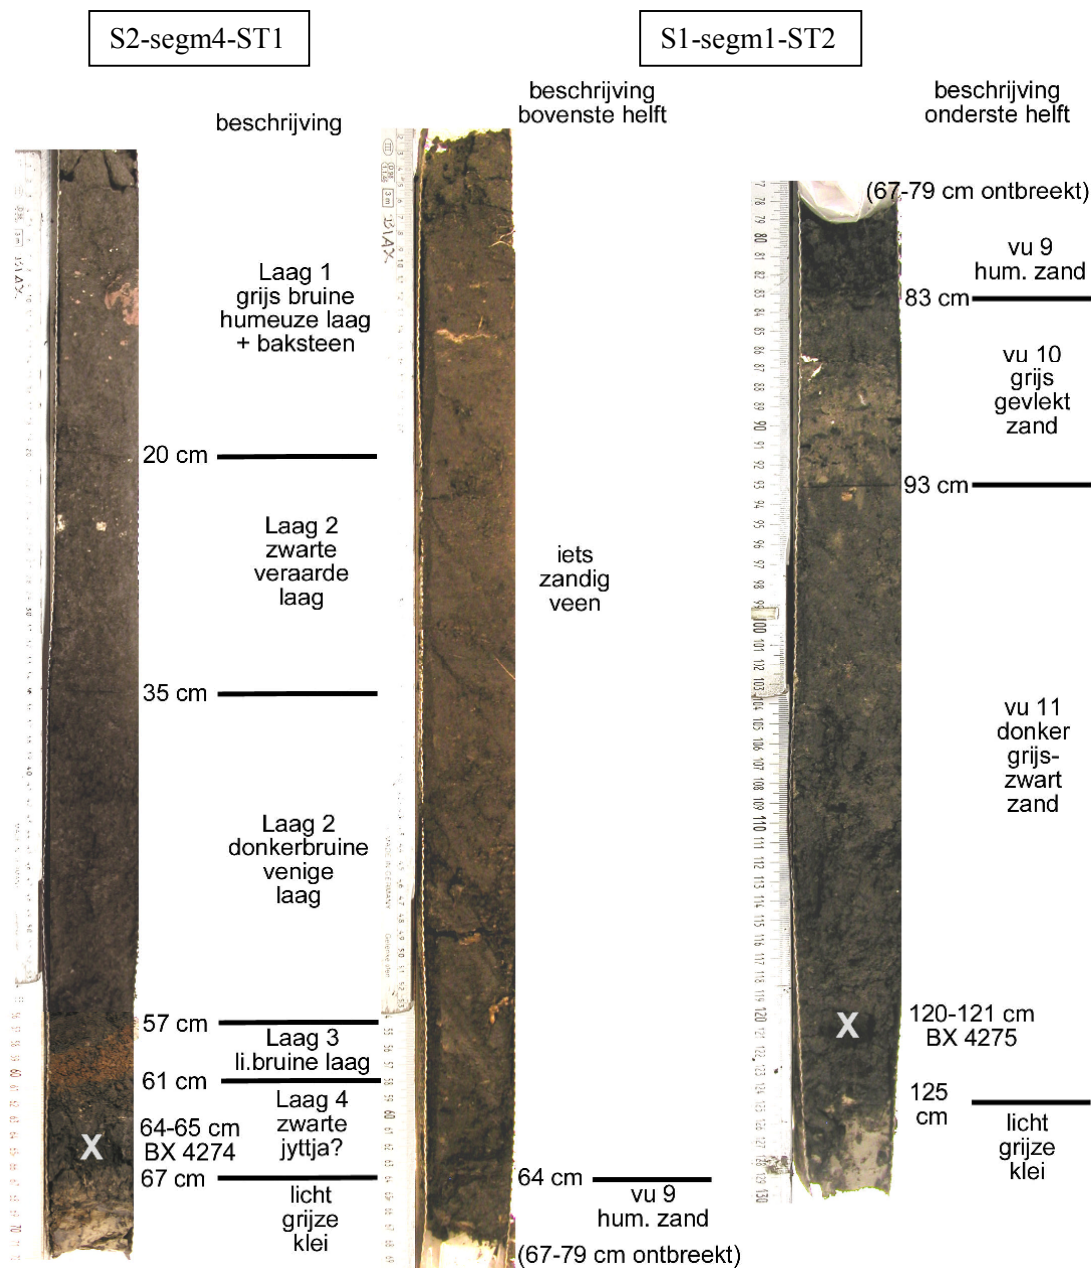 S2-segm4-ST1
S1-segm1-ST2
beschrijving
beschrijving
bovenste helft
beschrijving
onderste helft
Laag 1
grijs bruine
humeuze laag
+ baksteen
20 cm
Laag 2
zwarte
veraarde
laag
35 cm
Laag 2
donkerbruine
venige
laag
57 cm
Laag 3
li.bruine laag
61 cm
Laag 4
zwarte
jyttja?
64-65 cm
BX 4274
X
67 cm
licht
grijze
klei
BIAX
3 m
iets
zandig
veen
64 cm
vu 9
hum. zand
(67-79 cm ontbreekt)
(67-79 cm ontbreekt)
vu 9
hum. zand
83 cm
vu 10
grijs
gevlekt
zand
93 cm
vu 11
donker
grijs-
zwart
zand
X
120-121 cm
BX 4275
125
cm
licht
grijze
klei